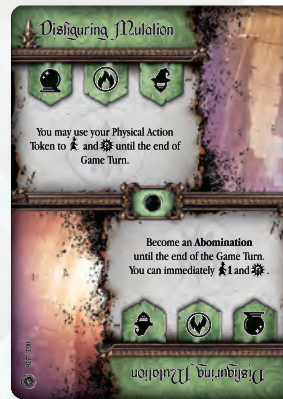 Disfiguring Mutation
You may use your Physical Action
Token to and until the end of
Game Turn.
Become an Abomination
until the end of the Game Turn.
You can immediately 1 and .
Disfiguring Mutation